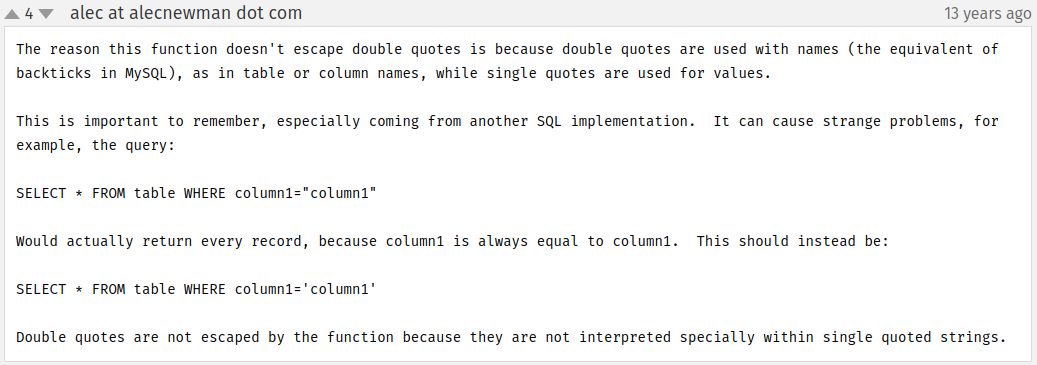 4 alec at alecnewman dot com 13 years ago
The reason this function doesn't escape double quotes is because double quotes are used with names (the equivalent of
backticks in MySQL), as in table or column names, while single quotes are used for values.
This is important to remember, especially coming from another SQL implementation.  It can cause strange problems, for
example, the query:
SELECT * FROM table WHERE column1="column1"
Would actually return every record, because column1 is always equal to column1.  This should instead be:
SELECT * FROM table WHERE column1='column1'
Double quotes are not escaped by the function because they are not interpreted specially within single quoted strings.